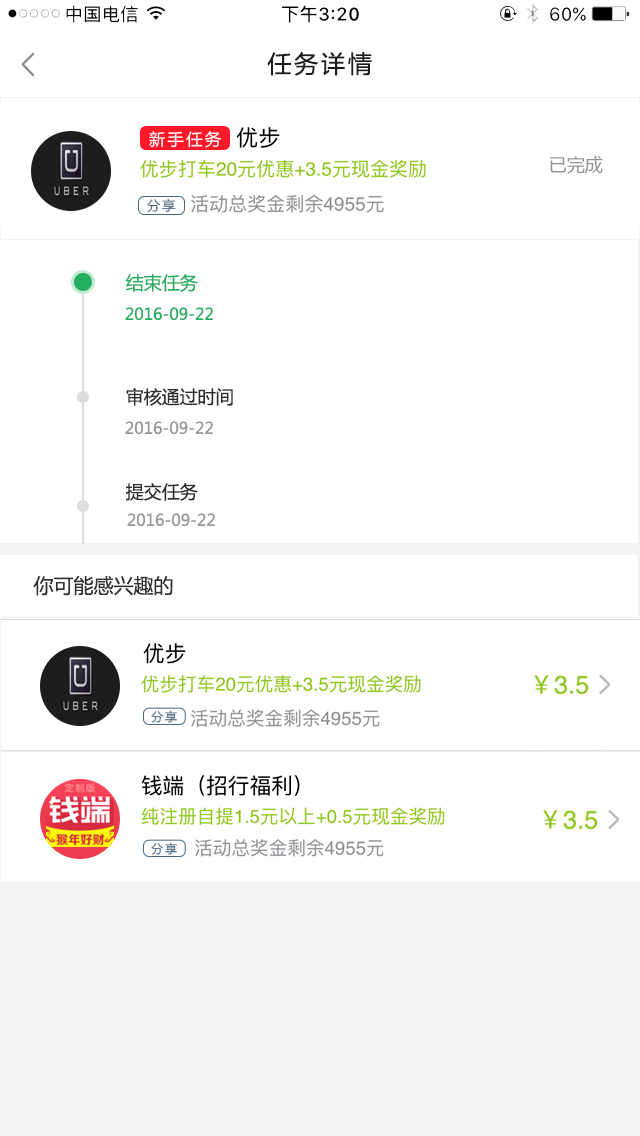 中国电信 下午3:20 60%
任务详情
UBER
新手任务 优步
优步打车20元优惠+3.5元现金奖励
已完成
分享 活动总奖金剩余4955元
结束任务
2016-09-22
审核通过时间
2016-09-22
提交任务
2016-09-22
你可能感兴趣的
UBER
优步
优步打车20元优惠+3.5元现金奖励
¥3.5
分享 活动总奖金剩余4955元
定制版
钱端
猴年好财
钱端（招行福利）
纯注册自提1.5元以上+0.5元现金奖励
¥3.5
分享 活动总奖金剩余4955元